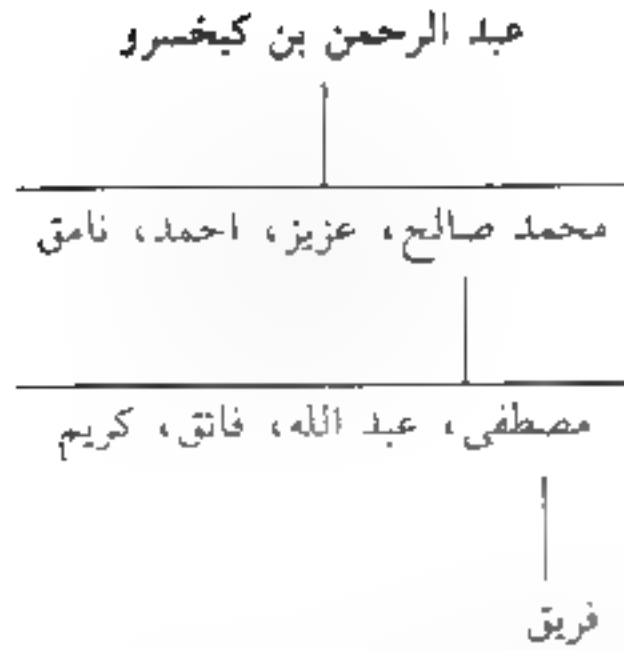 عبد الرحمن بن كيخسرو
محمد صالح، عزيز، احمد، نامق
مصطفى، عبد الله، فائق، كريم
فريق